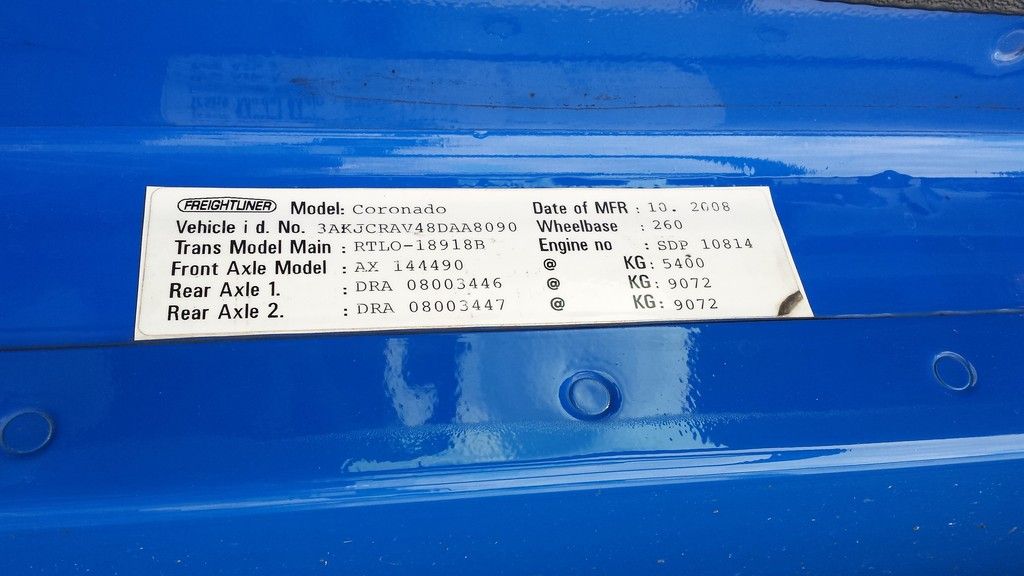 FREIGHTLINER Model: Coronado Date of MFR : 10. 2008
Vehicle i d. No. 3AKJCRAV48DAA8090 Wheelbase : 260
Trans Model Main : RTLO-18918B Engine no : SDP 10814
Front Axle Model : AX 144490 @ KG: 5400
Rear Axle 1. : DRA 08003446 @ KG: 9072
Rear Axle 2. : DRA 08003447 @ KG: 9072